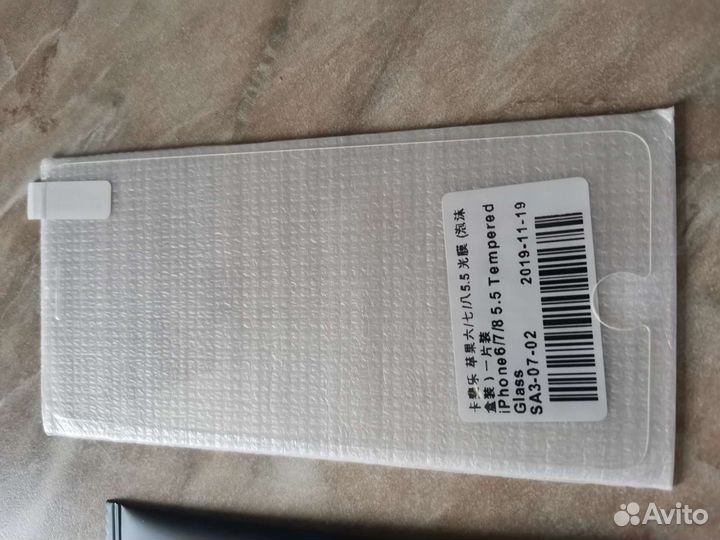 卡斐乐 苹果六/七/八5.5光膜 (泡沫
盒装) 一片装
iPhone6/7/8 5.5 Tempered
Glass 2019-11-19
SA3-07-02
Avito